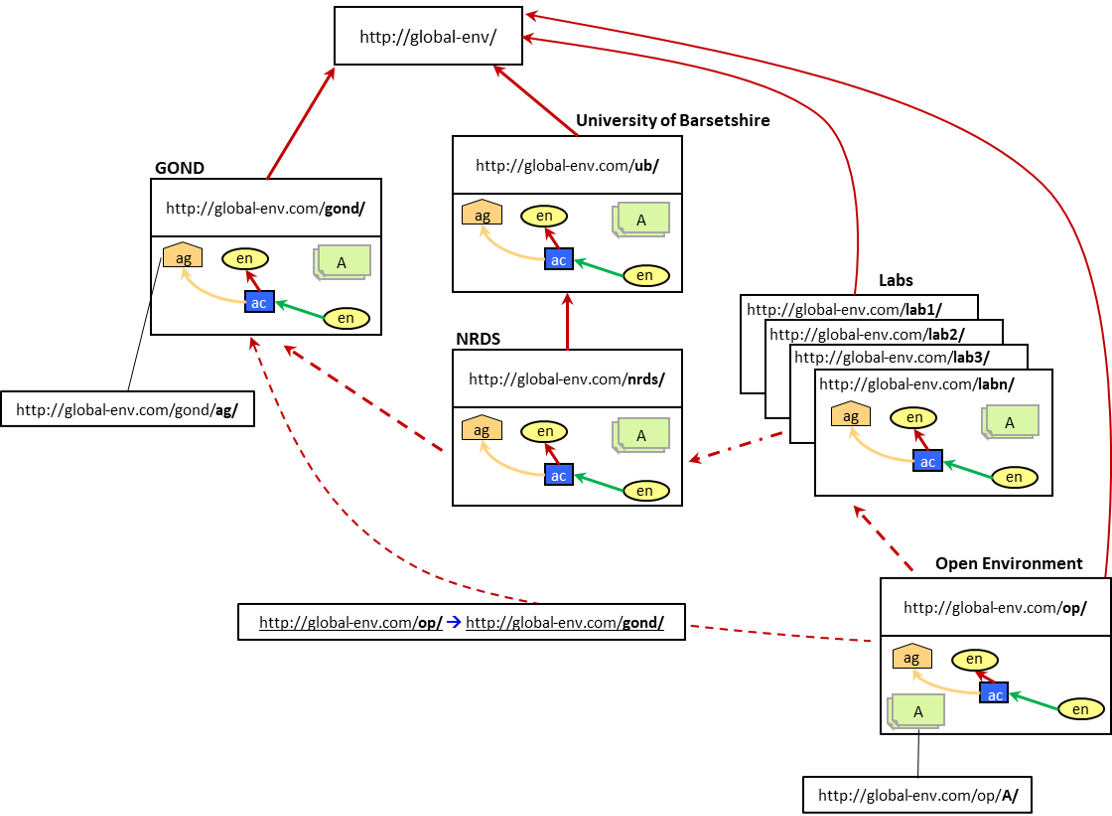 http://global-env/
University of Barsetshire
http://global-env.com/ub/
ag
en
A
ac
en
GOND
http://global-env.com/gond/
ag
en
A
ac
en
http://global-env.com/gond/ag/
NRDS
http://global-env.com/nrds/
ag
en
A
ac
en
Labs
http://global-env.com/lab1/
http://global-env.com/lab2/
http://global-env.com/lab3/
http://global-env.com/labn/
ag
en
A
ac
en
http://global-env.com/op/ → http://global-env.com/gond/
Open Environment
http://global-env.com/op/
ag
en
ac
en
A
http://global-env.com/op/A/